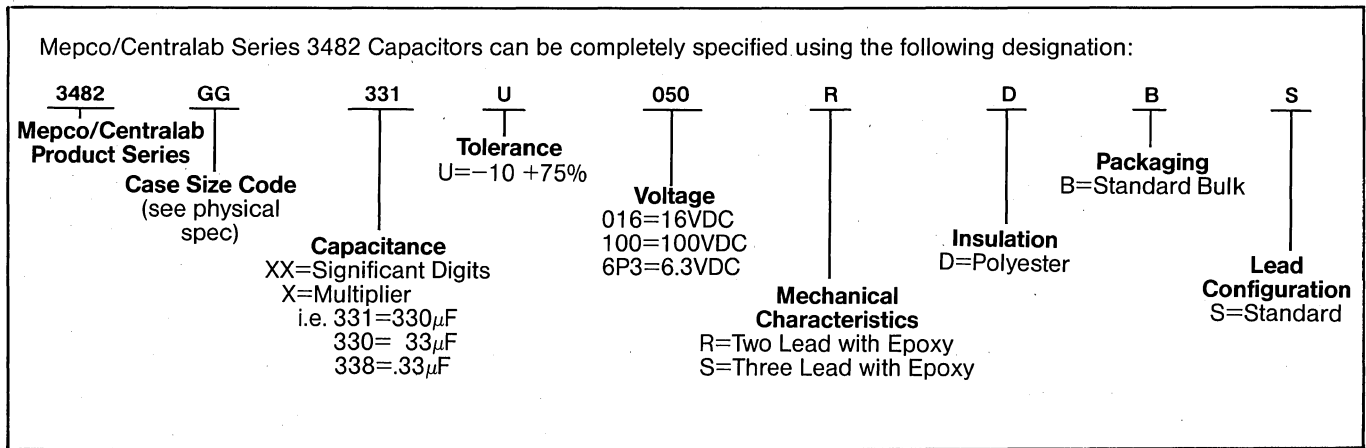 Mepco/Centralab Series 3482 Capacitors can be completely specified using the following designation:
3482 GG 331 U 050 R D B S
Mepco/Centralab
Product Series
Case Size Code
(see physical
spec)
Capacitance
XX=Significant Digits
X=Multiplier
i.e. 331=330μF
330= 33μF
338=.33μF
Tolerance
U=−10 +75%
Voltage
016=16VDC
100=100VDC
6P3=6.3VDC
Mechanical
Characteristics
R=Two Lead with Epoxy
S=Three Lead with Epoxy
Insulation
D=Polyester
Packaging
B=Standard Bulk
Lead
Configuration
S=Standard